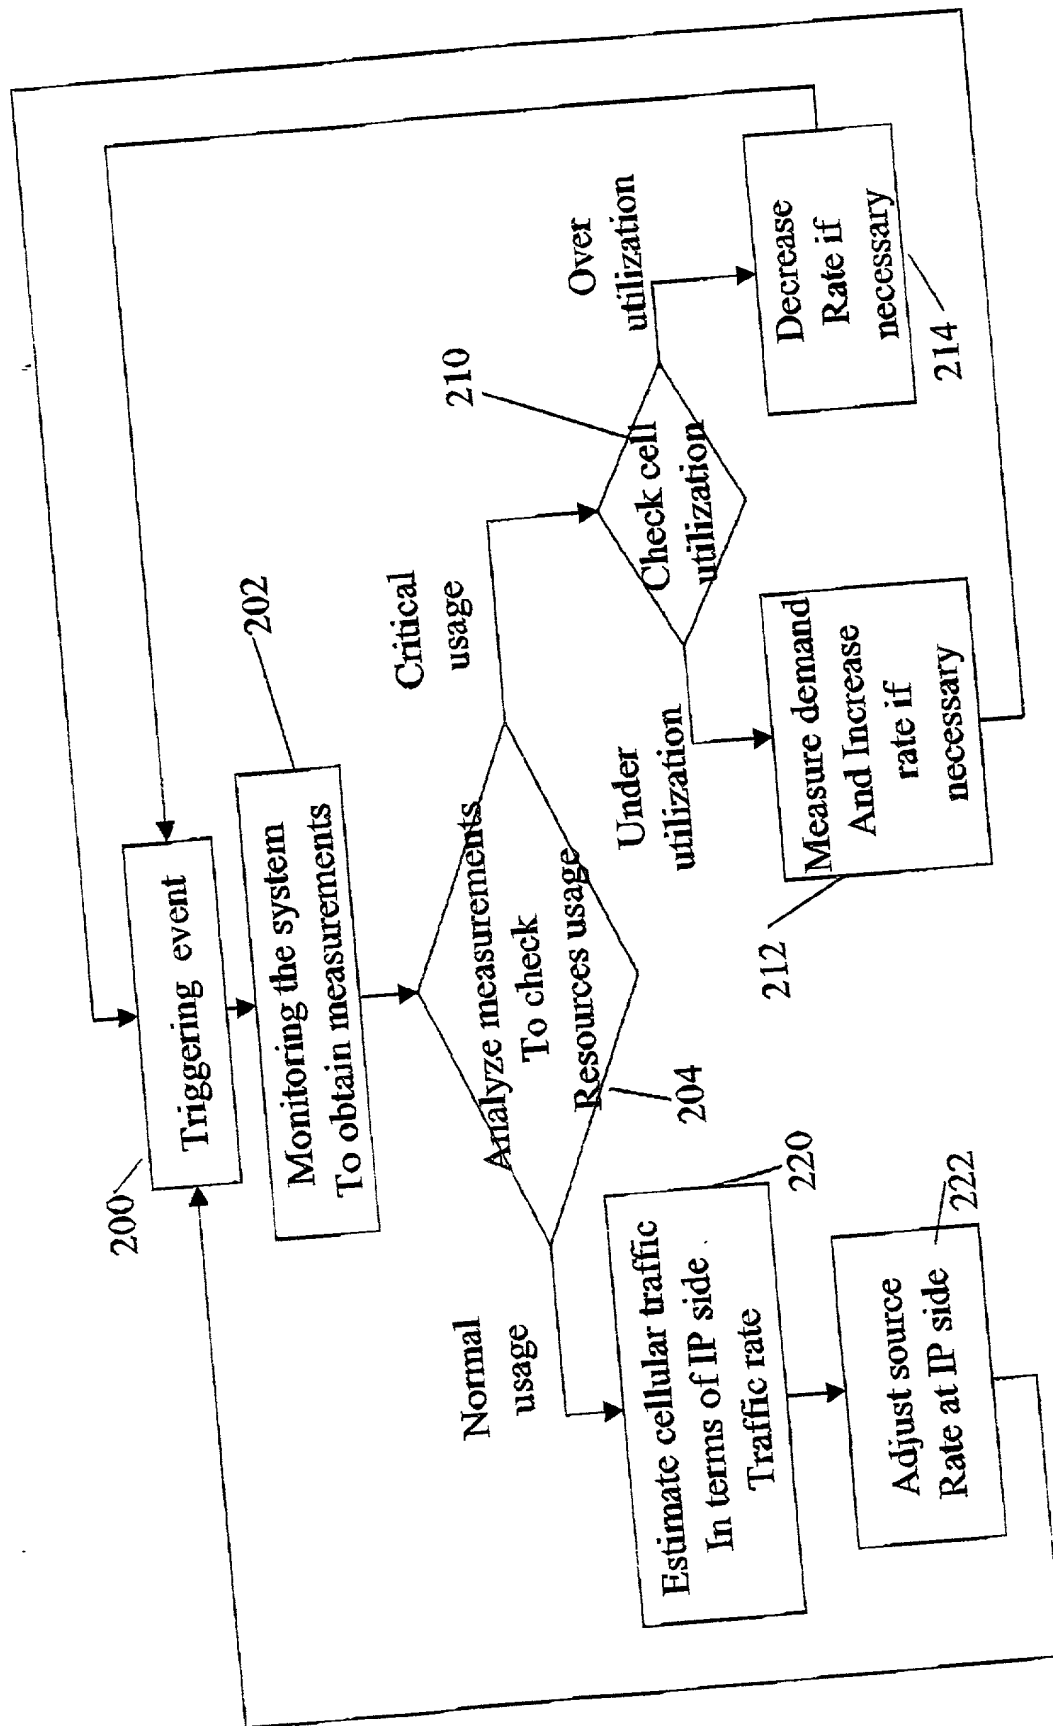 200
Triggering event
202
Monitoring the system
To obtain measurements
Analyze measurements
To check
Resources usage
204
Normal
usage
Critical
usage
210
Check cell
utilization
Under
utilization
Over
utilization
220
Estimate cellular traffic
In terms of IP side
Traffic rate
222
Adjust source
Rate at IP side
212
Measure demand
And Increase
rate if
necessary
Decrease
Rate if
necessary
214